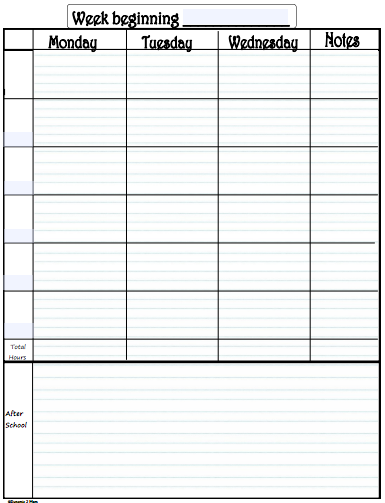 Week beginning
Monday Tuesday Wednesday Notes
Total
Hours
After
School